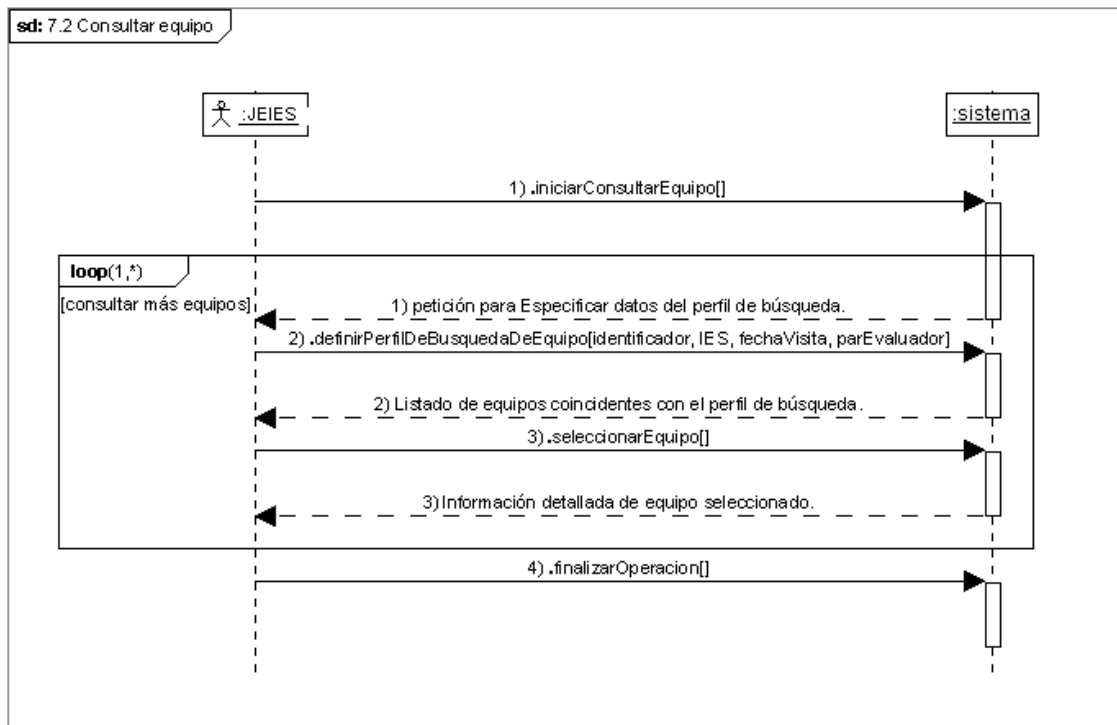 sd: 7.2 Consultar equipo
:JEIES
:sistema
1) .iniciarConsultarEquipo[]
loop(1,*)
[consultar más equipos]
1) petición para Especificar datos del perfil de búsqueda.
2) .definirPerfilDeBusquedaDeEquipo[identificador, IES, fechaVisita, parEvaluador]
2) Listado de equipos coincidentes con el perfil de búsqueda.
3) .seleccionarEquipo[]
3) Información detallada de equipo seleccionado.
4) .finalizarOperacion[]